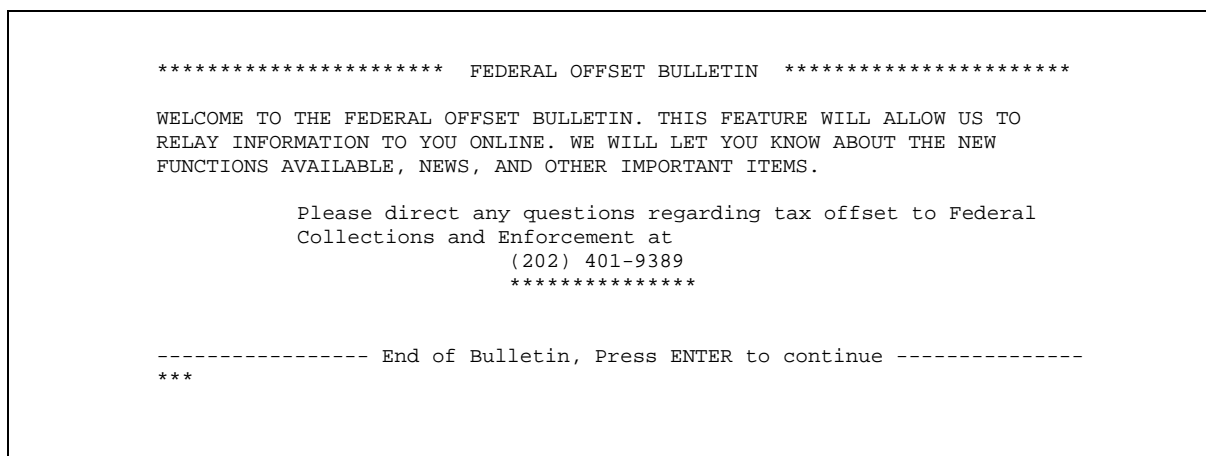 *********************** FEDERAL OFFSET BULLETIN ***********************
WELCOME TO THE FEDERAL OFFSET BULLETIN. THIS FEATURE WILL ALLOW US TO
RELAY INFORMATION TO YOU ONLINE. WE WILL LET YOU KNOW ABOUT THE NEW
FUNCTIONS AVAILABLE, NEWS, AND OTHER IMPORTANT ITEMS.
Please direct any questions regarding tax offset to Federal
Collections and Enforcement at
(202) 401-9389
***************
----------------- End of Bulletin, Press ENTER to continue ---------------
***